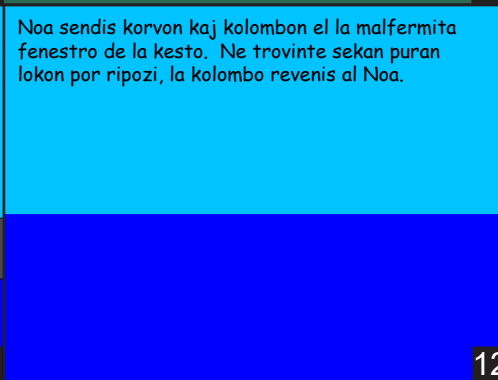 Noa sendis korvon kaj kolombon el la malfermita
fenestro de la kesto. Ne trovinte sekan puran
lokon por ripozi, la kolombo revenis al Noa.
12